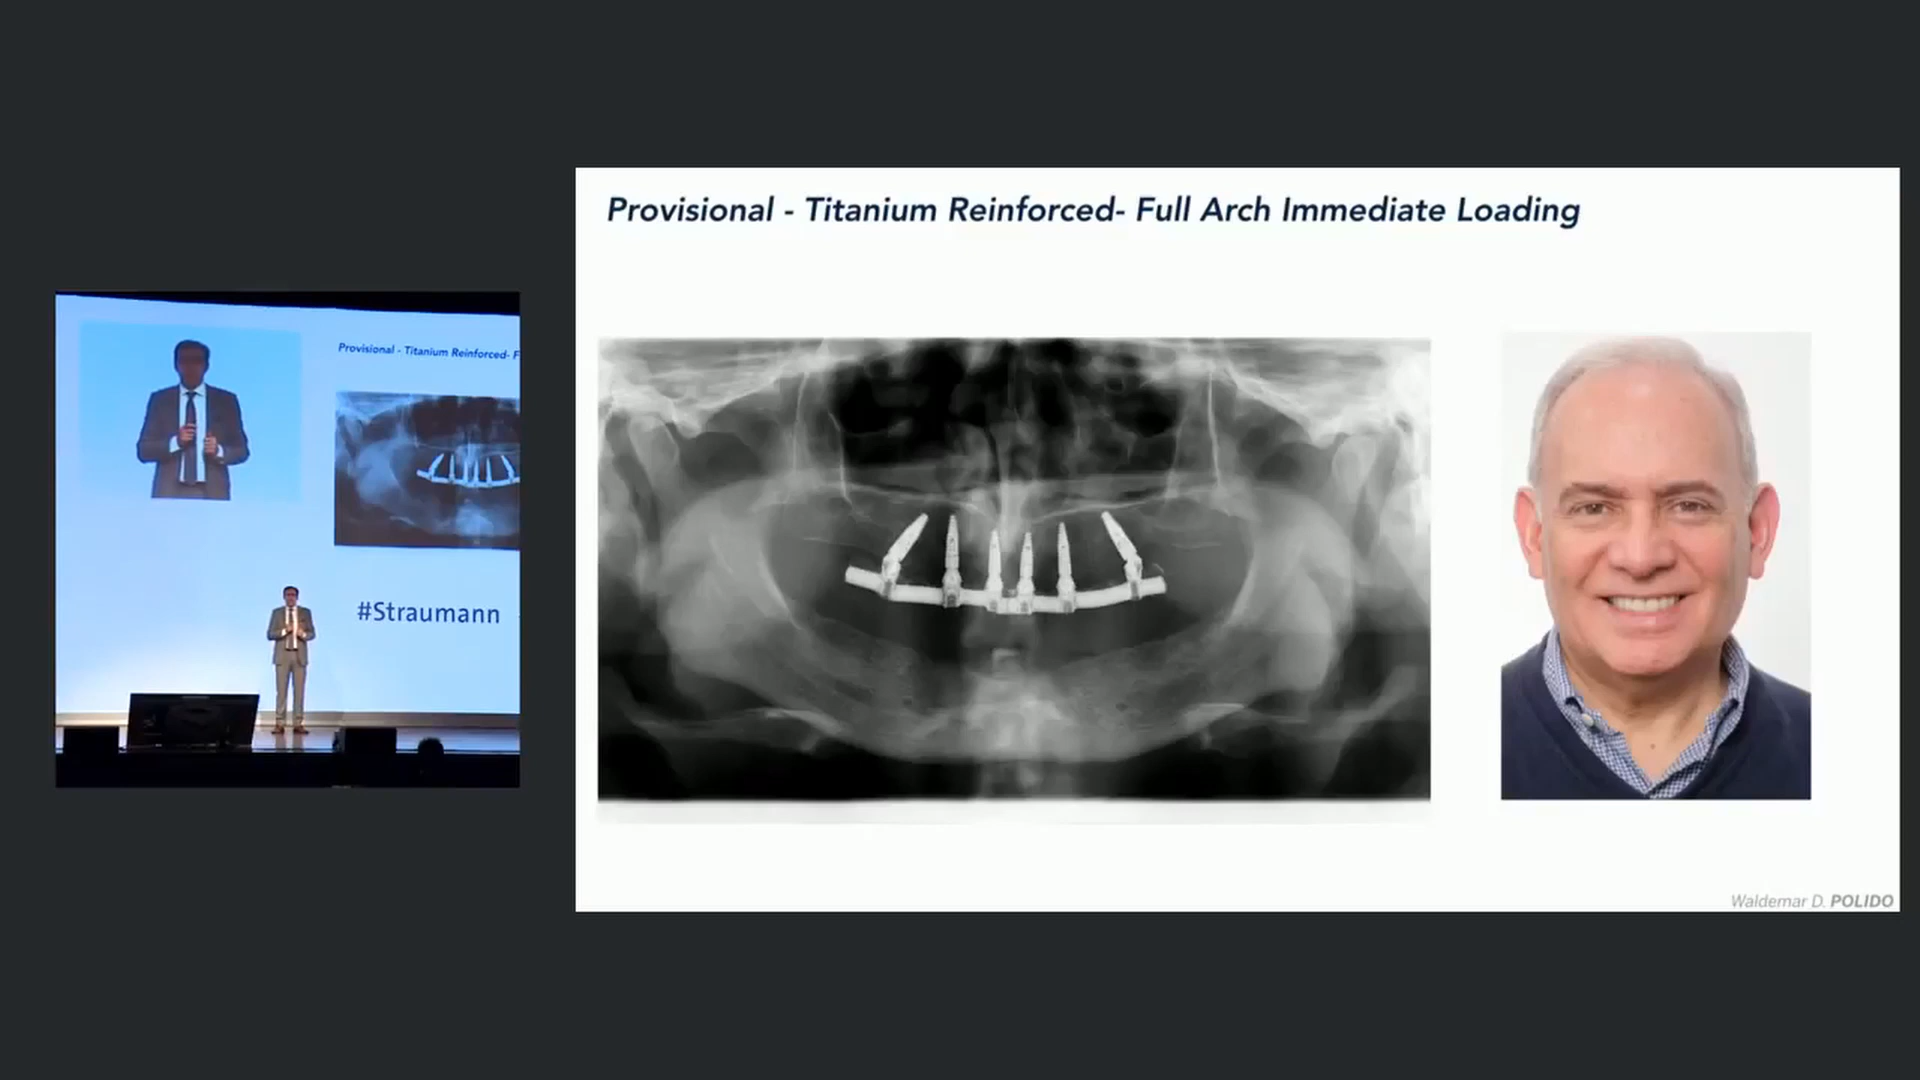 Provisional - Titanium Reinforced- Full Arch Immediate Loading
Provisional - Titanium Reinforced- F
#Straumann
Waldemar D. POLIDO